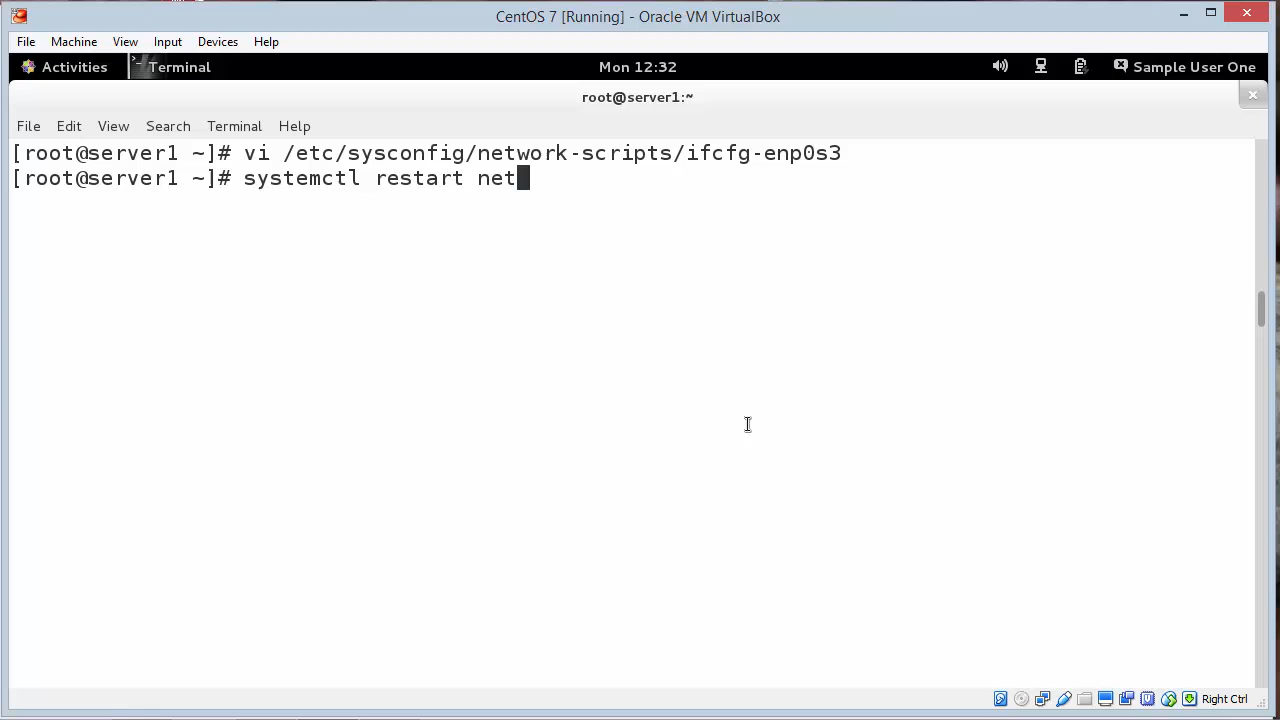 CentOS 7 [Running] - Oracle VM VirtualBox
File Machine View Input Devices Help
Activities Terminal Mon 12:32 Sample User One
root@server1:~
File Edit View Search Terminal Help
[root@server1 ~]# vi /etc/sysconfig/network-scripts/ifcfg-enp0s3
[root@server1 ~]# systemctl restart net
Right Ctrl